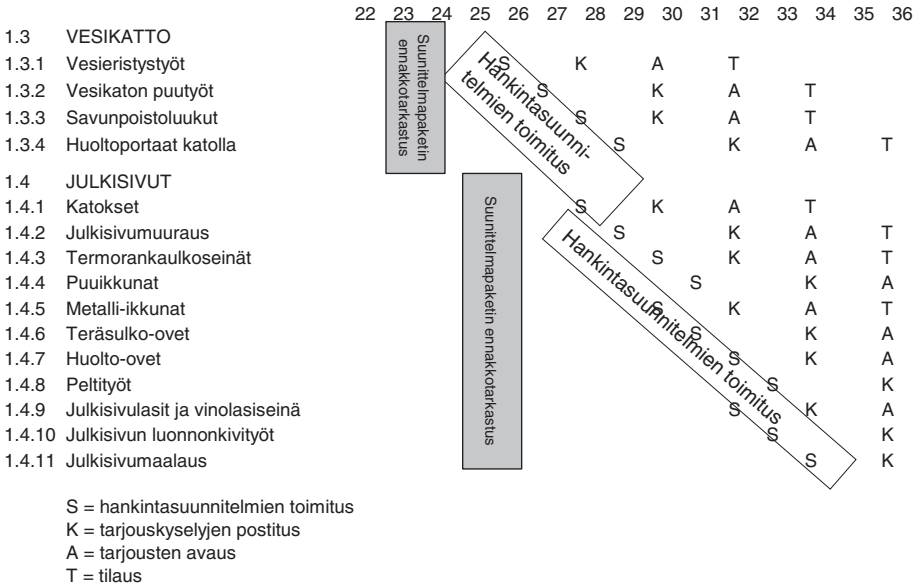 22 23 24 25 26 27 28 29 30 31 32 33 34 35 36
1.3 VESIKATTO
1.3.1 Vesieristystyöt S K A T
1.3.2 Vesikaton puutyöt S K A T
1.3.3 Savunpoistoluukut S K A T
1.3.4 Huoltoportaat katolla S K A T
Suunittelmapaketin
ennakkotarkastus
Hankintasuunni-
telmien toimitus
1.4 JULKISIVUT
1.4.1 Katokset S K A T
1.4.2 Julkisivumuuraus S K A T
1.4.3 Termorankaulkoseinät S K A T
1.4.4 Puuikkunat S K A
1.4.5 Metalli-ikkunat S K A T
1.4.6 Teräsulko-ovet S K A
1.4.7 Huolto-ovet S K A
1.4.8 Peltityöt S K
1.4.9 Julkisivulasit ja vinolasiseinä S K A
1.4.10 Julkisivun luonnonkivityöt S K
1.4.11 Julkisivumaalaus S K
Suunittelmapaketin ennakkotarkastus
Hankintasuunnitelmien toimitus
S = hankintasuunnitelmien toimitus
K = tarjouskyselyjen postitus
A = tarjousten avaus
T = tilaus